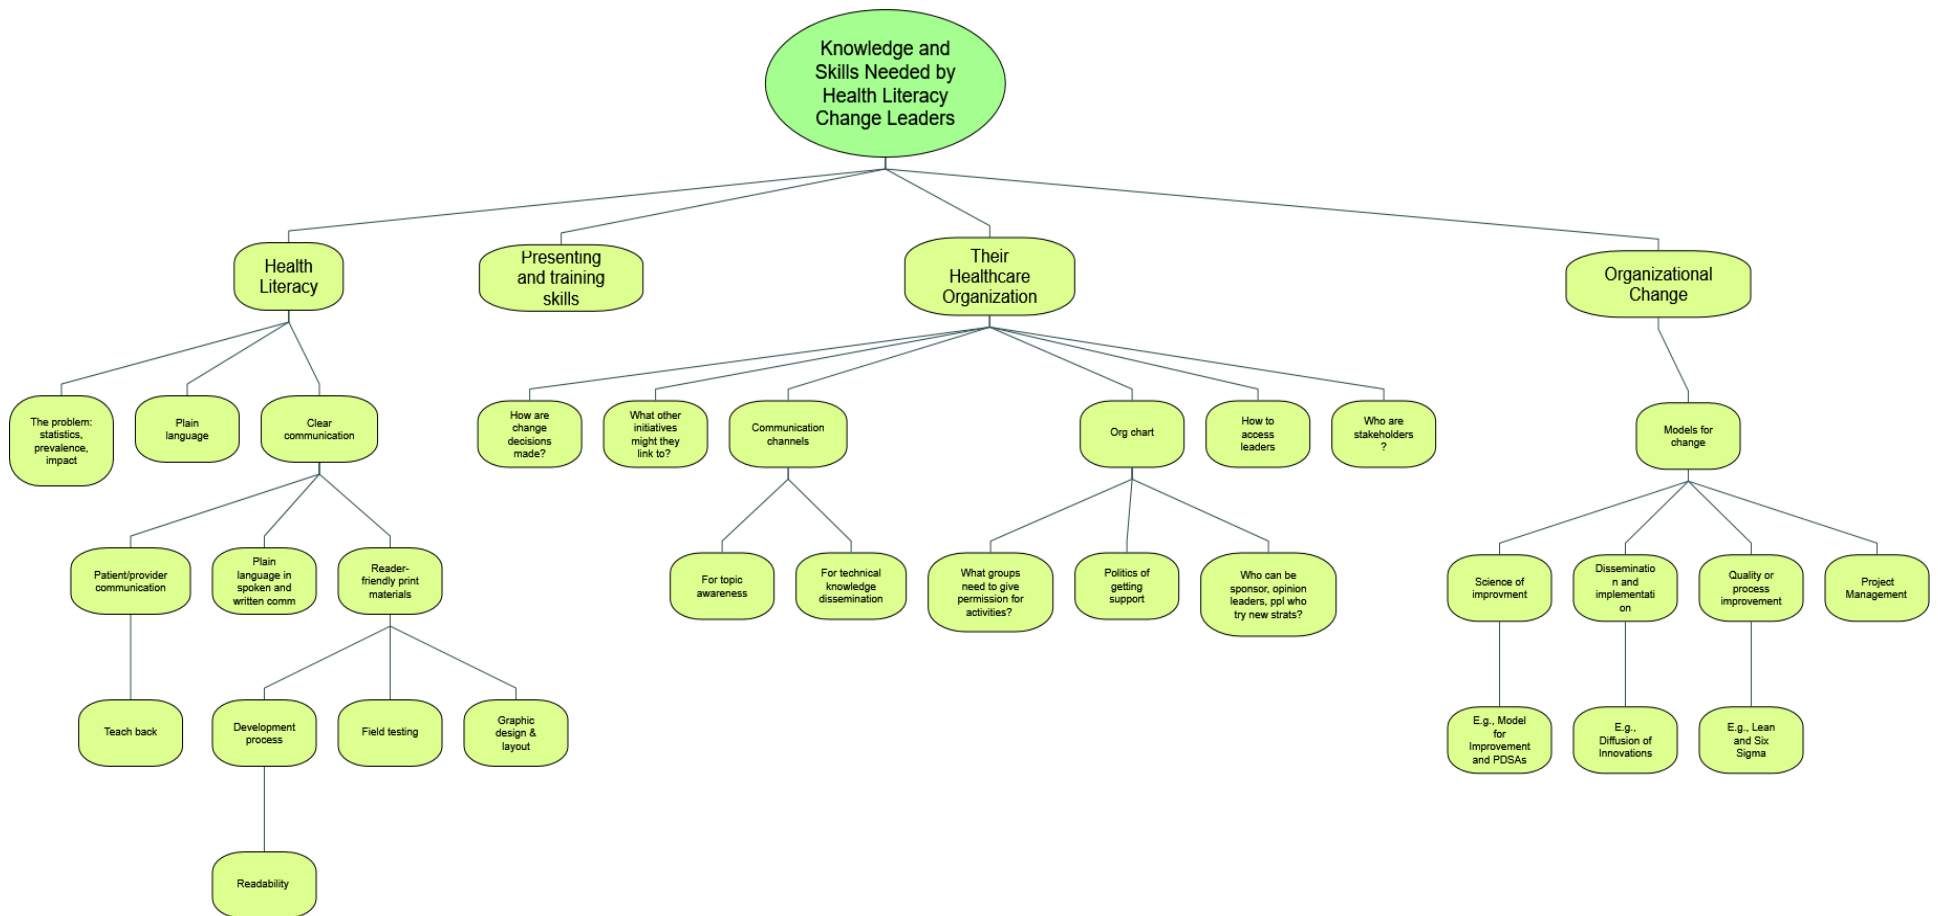 Knowledge and
Skills Needed by
Health Literacy
Change Leaders
Health
Literacy
Presenting
and training
skills
Their
Healthcare
Organization
Organizational
Change
The problem:
statistics,
prevalence,
impact
Plain
language
Clear
communication
How are
change
decisions
made?
What other
initiatives
might they
link to?
Communication
channels
Org chart
How to
access
leaders
Who are
stakeholders
?
Models for
change
Patient/provider
communication
Plain
language in
spoken and
written comm
Reader-
friendly print
materials
For topic
awareness
For technical
knowledge
dissemination
What groups
need to give
permission for
activities?
Politics of
getting
support
Who can be
sponsor, opinion
leaders, ppl who
try new strats?
Science of
improvment
Disseminatio
n and
implementati
on
Quality or
process
improvement
Project
Management
Teach back
Development
process
Field testing
Graphic
design &
layout
E.g., Model
for
Improvement
and PDSAs
E.g.,
Diffusion of
Innovations
E.g., Lean
and Six
Sigma
Readability